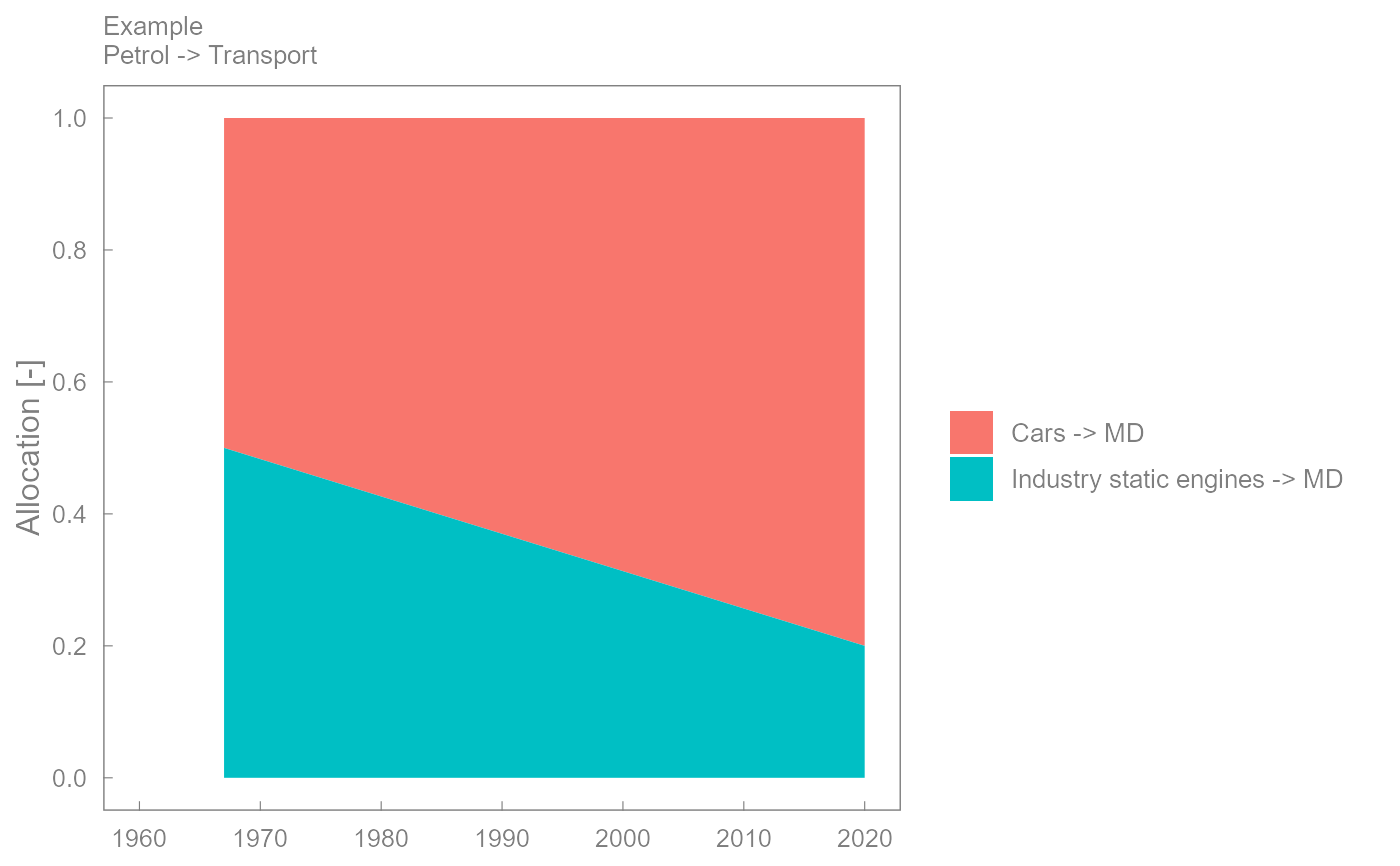 Example
Petrol -> Transport
Allocation [-]
1.0
0.8
0.6
0.4
0.2
0.0
1960 1970 1980 1990 2000 2010 2020
Cars -> MD
Industry static engines -> MD